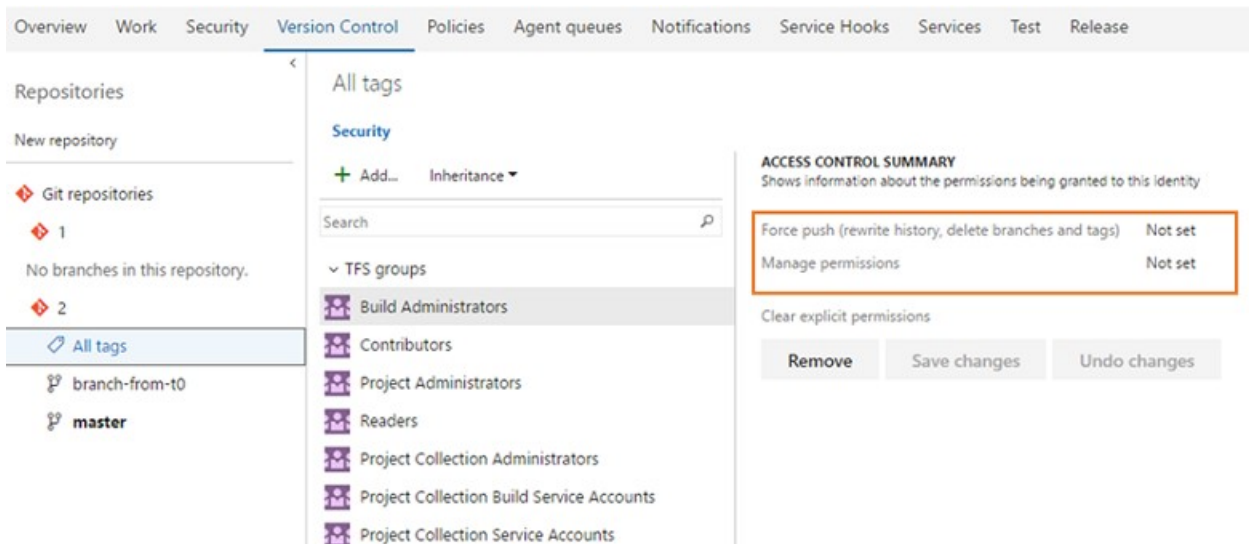 Overview Work Security Version Control Policies Agent queues Notifications Service Hooks Services Test Release
Repositories
New repository
Git repositories
1
No branches in this repository.
2
All tags
branch-from-t0
master
All tags
Security
+ Add... Inheritance
Search
TFS groups
Build Administrators
Contributors
Project Administrators
Readers
Project Collection Administrators
Project Collection Build Service Accounts
Project Collection Service Accounts
ACCESS CONTROL SUMMARY
Shows information about the permissions being granted to this identity
Force push (rewrite history, delete branches and tags) Not set
Manage permissions Not set
Clear explicit permissions
Remove Save changes Undo changes